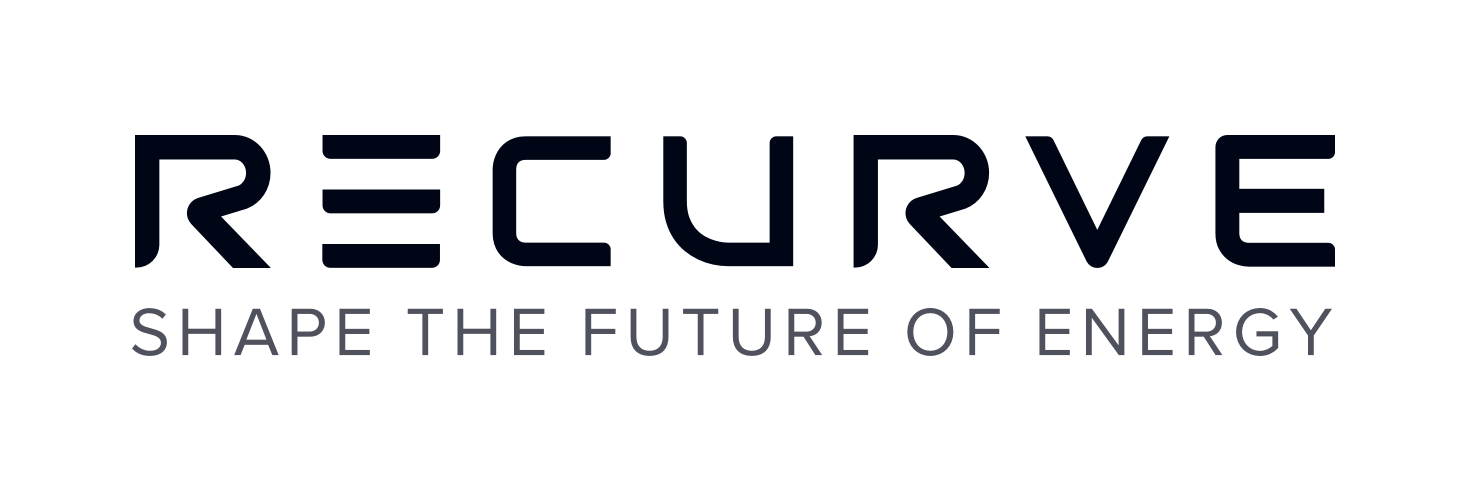 RECURVE
SHAPE THE FUTURE OF ENERGY